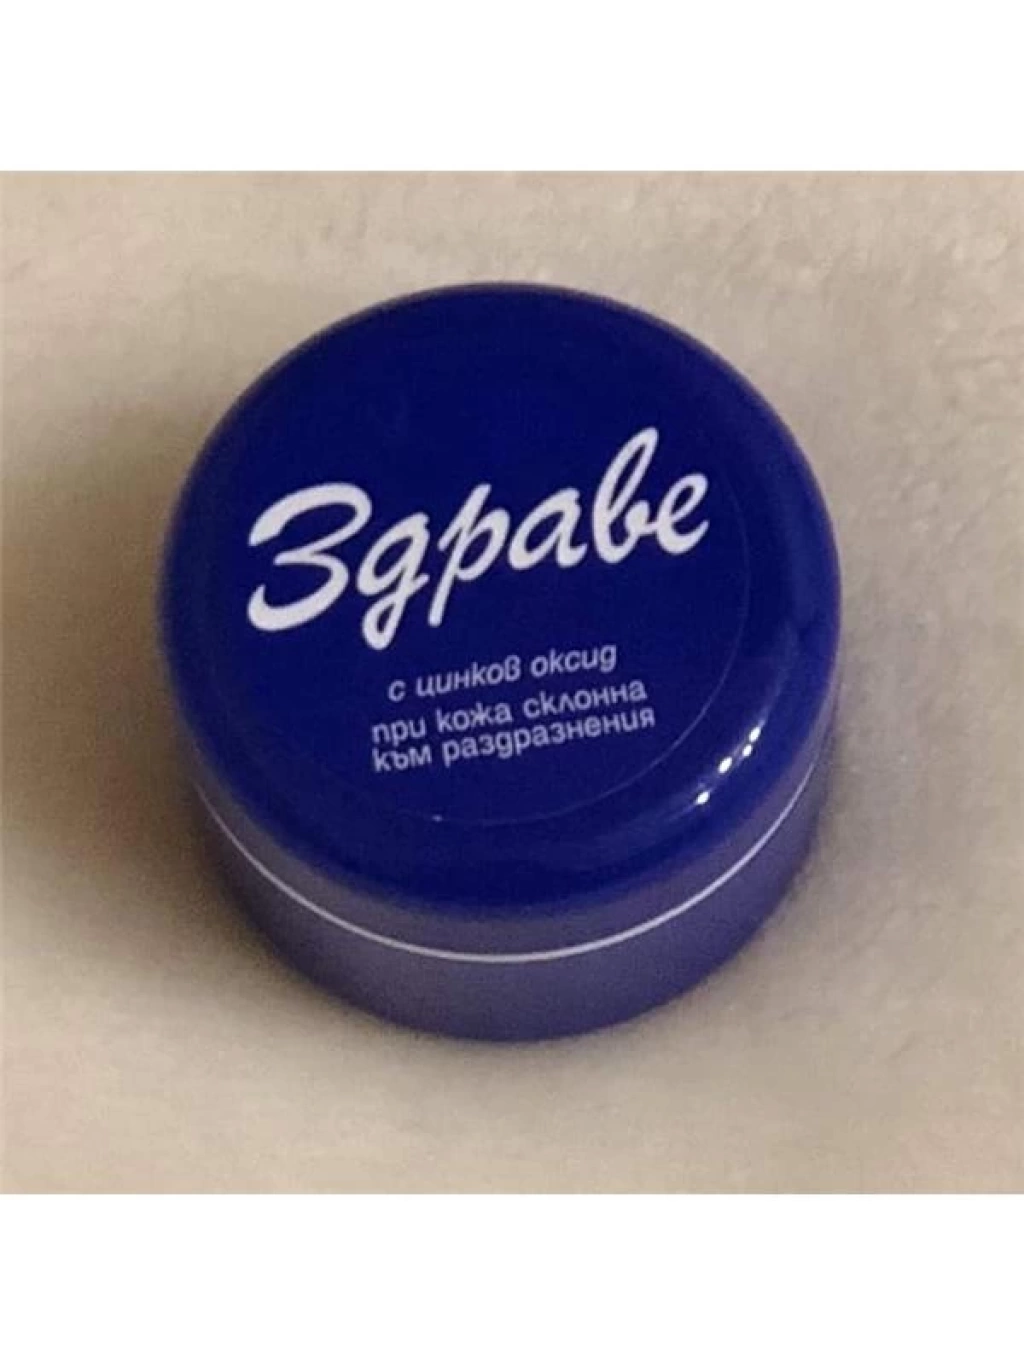 Здраве
с цинков оксид
при кожа склонна
към раздразнения